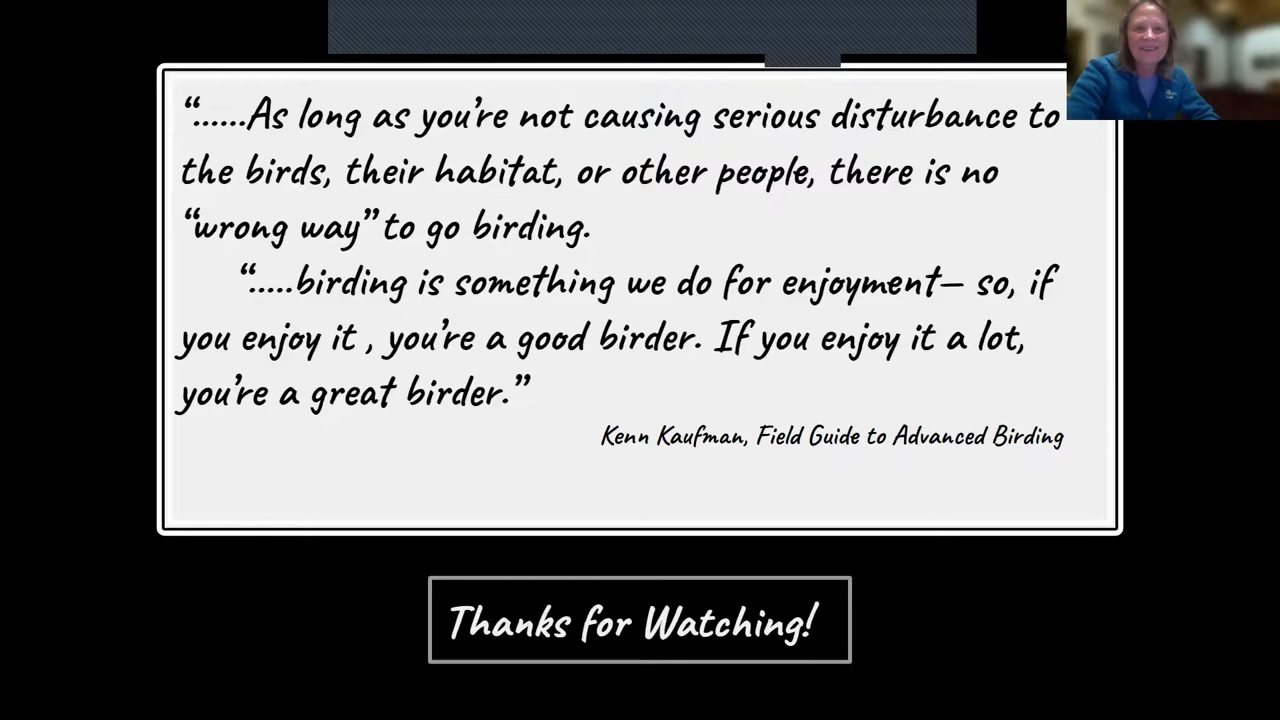 “......As long as you’re not causing serious disturbance to
the birds, their habitat, or other people, there is no
“wrong way” to go birding.
“.....birding is something we do for enjoyment— so, if
you enjoy it , you’re a good birder. If you enjoy it a lot,
you’re a great birder.”
Kenn Kaufman, Field Guide to Advanced Birding
Thanks for Watching!